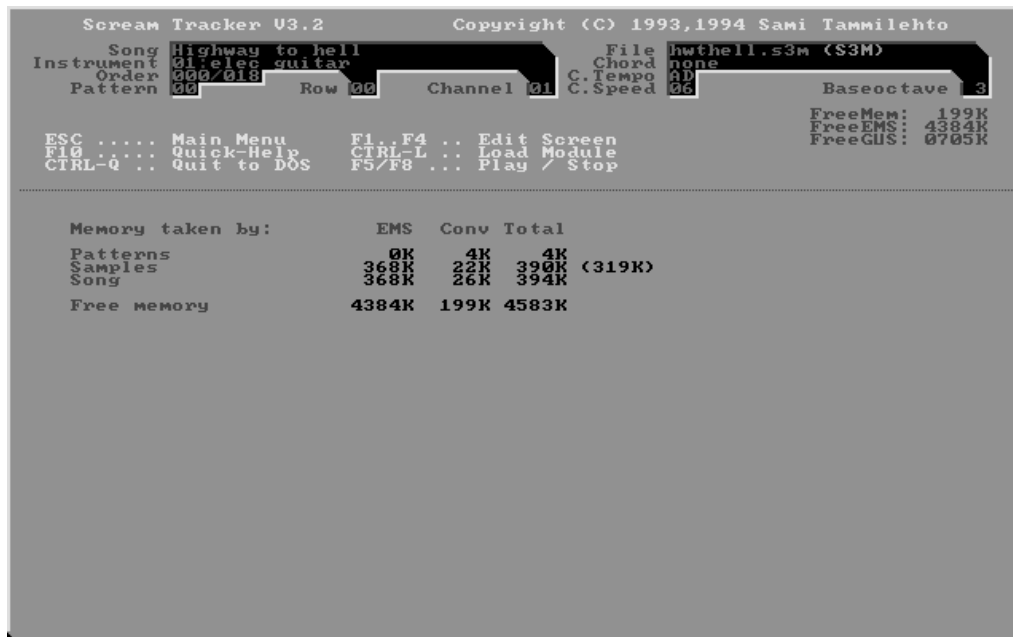 Scream Tracker V3.2 Copyright (C) 1993,1994 Sami Tammilehto
Song Highway to hell File hwthell.s3m (S3M)
Instrument 01:elec guitar Chord none
Order 000/018 C.Tempo AD
Pattern 00 Row 00 Channel 01 C.Speed 06 Baseoctave 3
FreeMem: 199K
FreeEMS: 4384K
FreeGUS: 0705K
ESC ..... Main Menu F1..F4 .. Edit Screen
F10 ..... Quick-Help CTRL-L .. Load Module
CTRL-Q .. Quit to DOS F5/F8 ... Play / Stop
Memory taken by: EMS Conv Total
Patterns 0K 4K 4K
Samples 368K 22K 390K (319K)
Song 368K 26K 394K
Free memory 4384K 199K 4583K